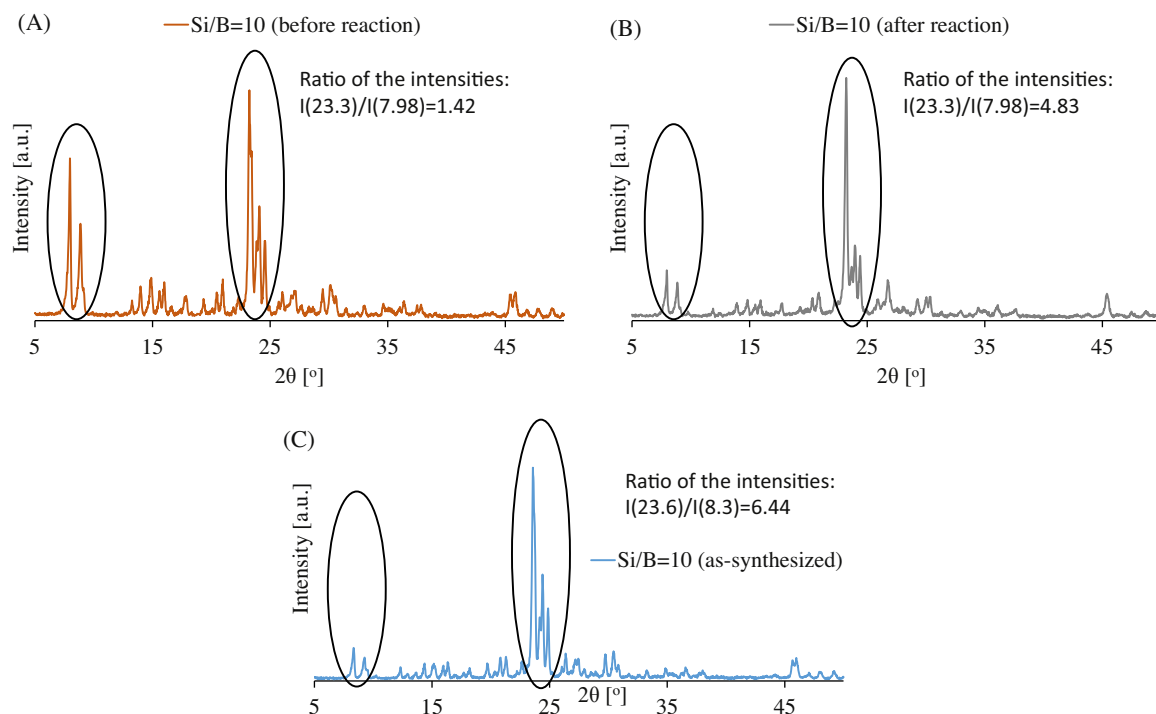 (A)
Si/B=10 (before reaction)
Ratio of the intensities:
I(23.3)/I(7.98)=1.42
Intensity [a.u.]
5 15 25 35 45
2θ [º]
(B)
Si/B=10 (after reaction)
Ratio of the intensities:
I(23.3)/I(7.98)=4.83
Intensity [a.u.]
5 15 25 35 45
2θ [º]
(C)
Ratio of the intensities:
I(23.6)/I(8.3)=6.44
Si/B=10 (as-synthesized)
Intensity [a.u.]
5 15 25 35 45
2θ [º]